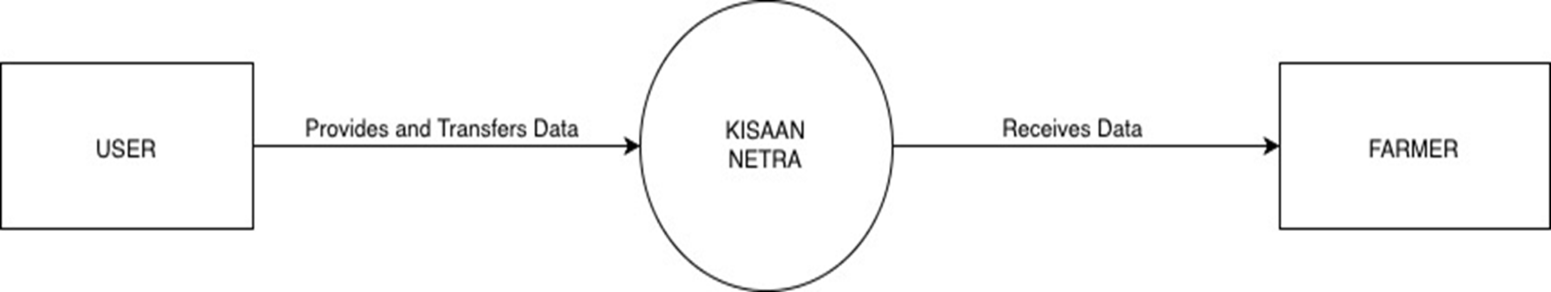 USER
Provides and Transfers Data
KISAAN
NETRA
Receives Data
FARMER